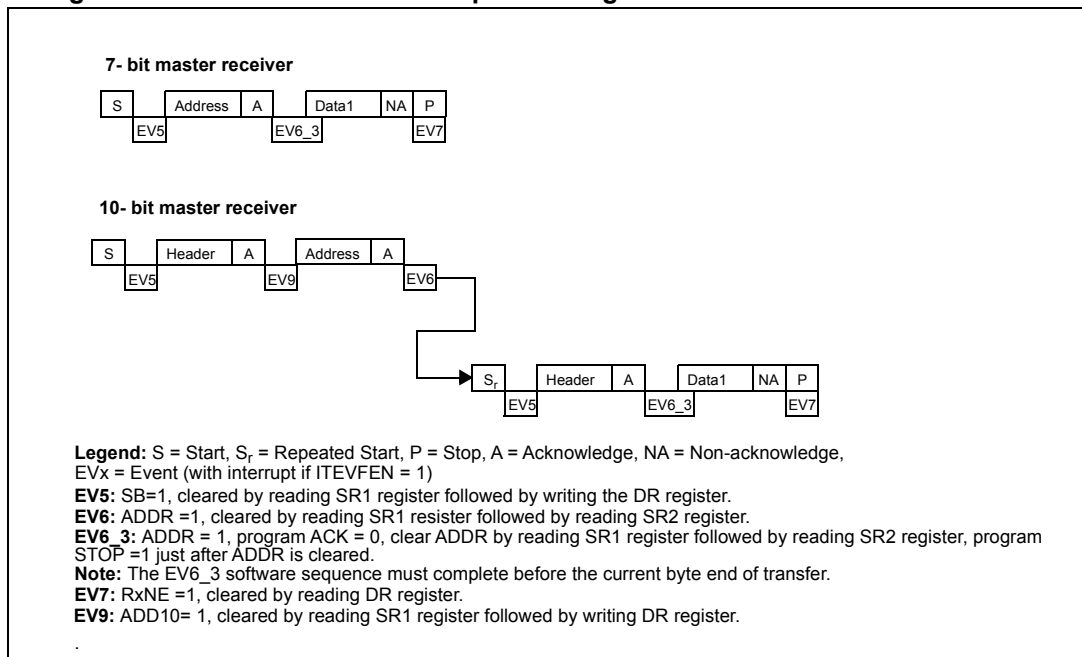 7- bit master receiver
S Address A Data1 NA P
EV5 EV6_3 EV7
10- bit master receiver
S Header A Address A
EV5 EV9 EV6
Sr Header A Data1 NA P
EV5 EV6_3 EV7
Legend: S = Start, Sr = Repeated Start, P = Stop, A = Acknowledge, NA = Non-acknowledge,
EVx = Event (with interrupt if ITEVFEN = 1)
EV5: SB=1, cleared by reading SR1 register followed by writing the DR register.
EV6: ADDR =1, cleared by reading SR1 resister followed by reading SR2 register.
EV6_3: ADDR = 1, program ACK = 0, clear ADDR by reading SR1 register followed by reading SR2 register, program
STOP =1 just after ADDR is cleared.
Note: The EV6_3 software sequence must complete before the current byte end of transfer.
EV7: RxNE =1, cleared by reading DR register.
EV9: ADD10= 1, cleared by reading SR1 register followed by writing DR register.
.